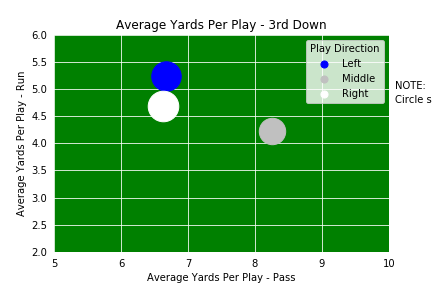 Average Yards Per Play - 3rd Down
6.0
5.5
5.0
4.5
4.0
3.5
3.0
2.5
2.0
Average Yards Per Play - Run
Play Direction
Left
Middle
Right
NOTE:
Circle s
5
6
7
8
9
10
Average Yards Per Play - Pass